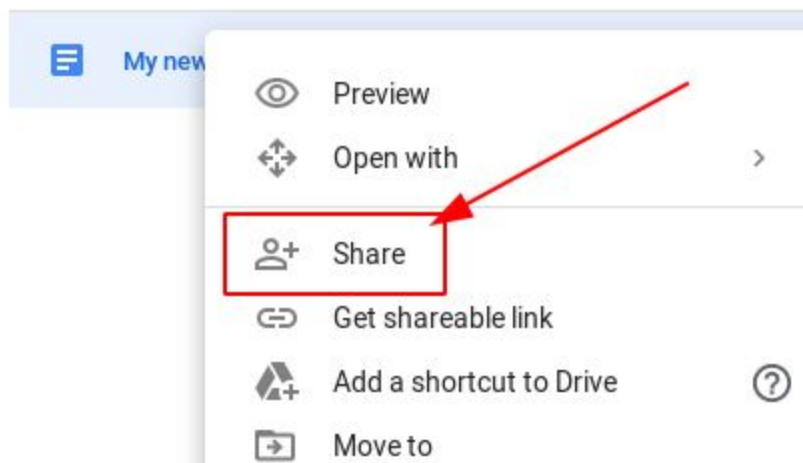 My new
Preview
Open with
Share
Get shareable link
Add a shortcut to Drive
Move to